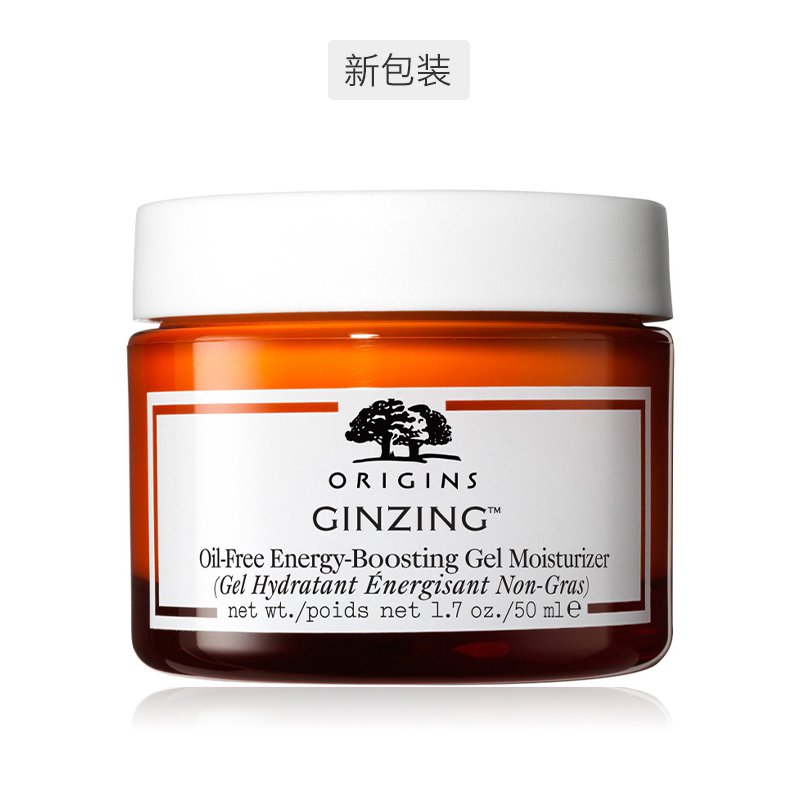 新包装
ORIGINS
GINZING™
Oil-Free Energy-Boosting Gel Moisturizer
(Gel Hydratant Énergisant Non-Gras)
net wt./poids net 1.7 oz./50 ml℮